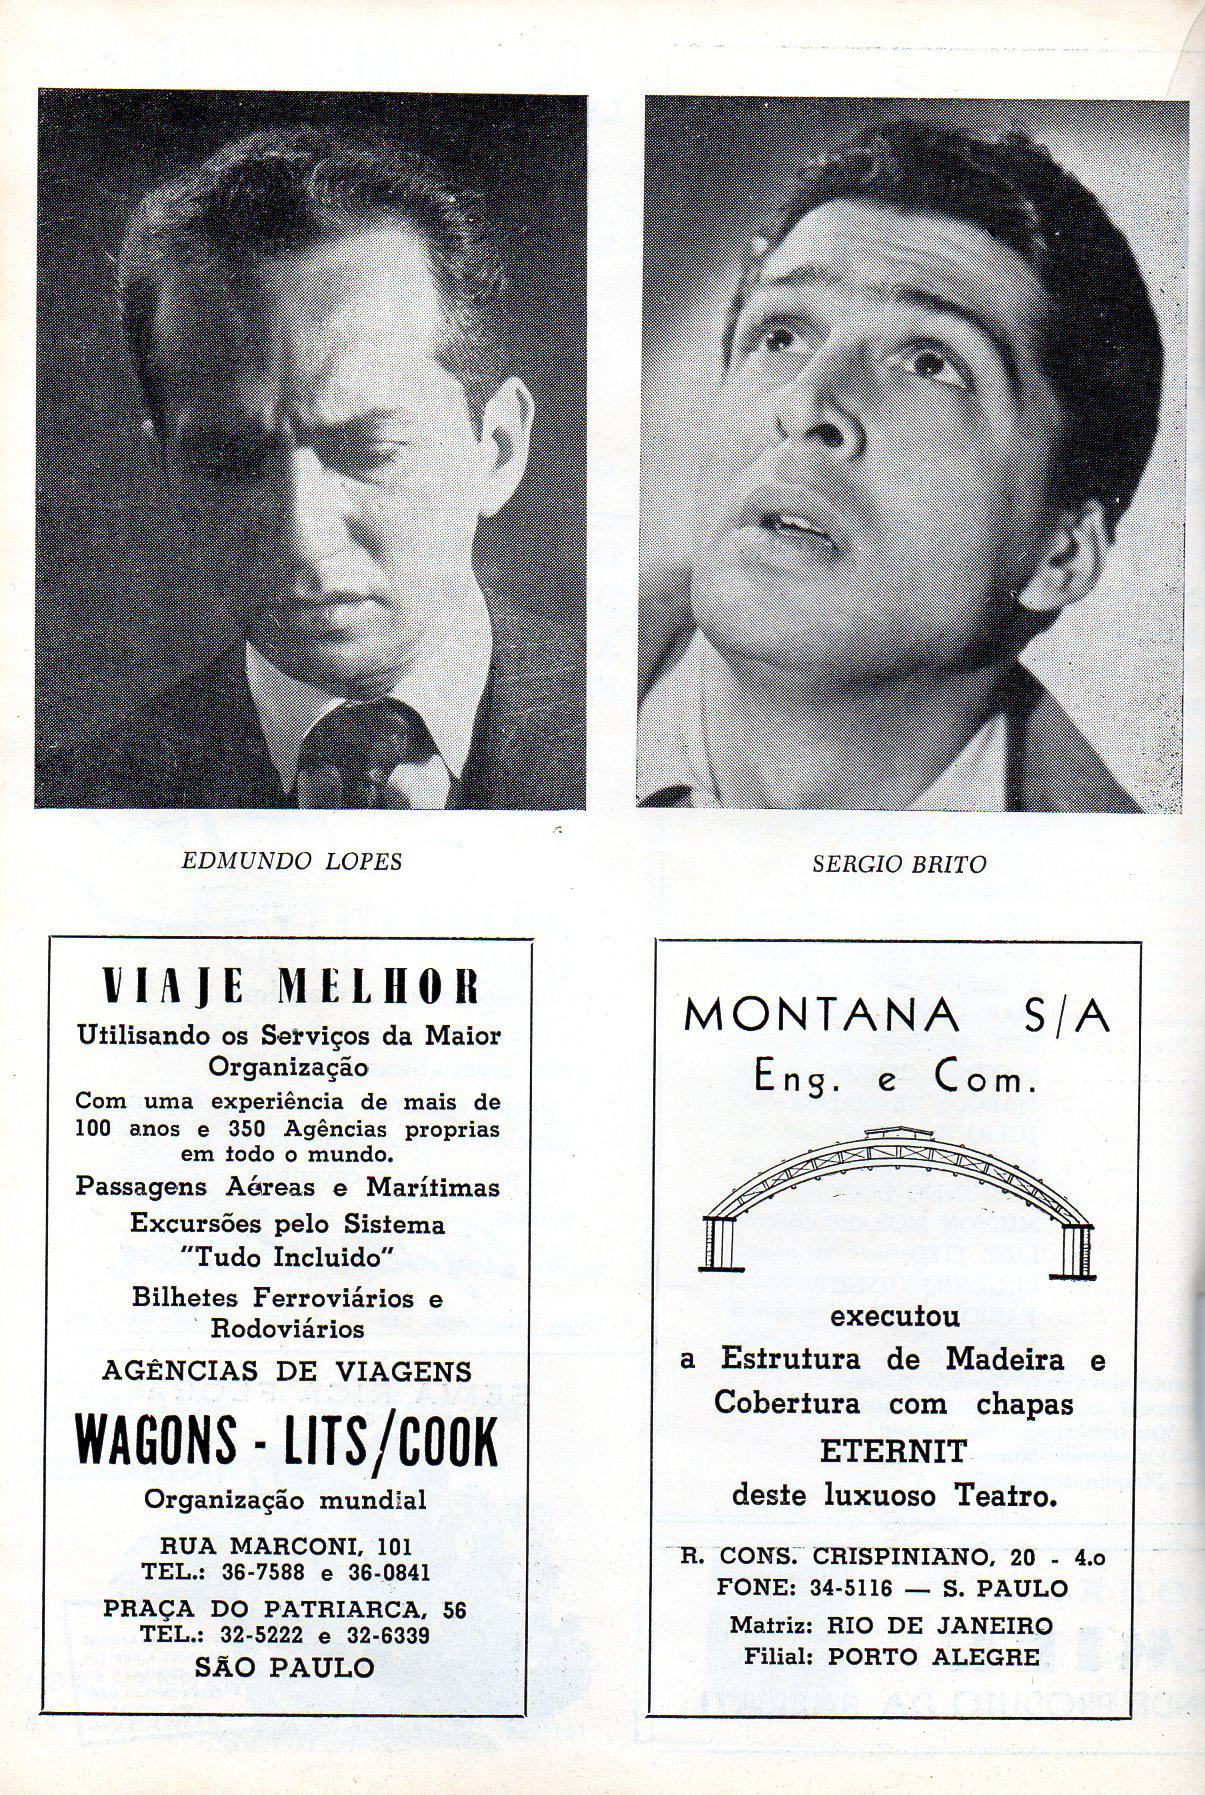 EDMUNDO LOPES
SERGIO BRITO
VIAJE MELHOR
Utilisando os Serviços da Maior
Organização
Com uma experiência de mais de
100 anos e 350 Agências proprias
em todo o mundo.
Passagens Aéreas e Marítimas
Excursões pelo Sistema
"Tudo Incluido"
Bilhetes Ferroviários e
Rodoviários
AGÊNCIAS DE VIAGENS
WAGONS - LITS/COOK
Organização mundial
RUA MARCONI, 101
TEL.: 36-7588 e 36-0841
PRAÇA DO PATRIARCA, 56
TEL.: 32-5222 e 32-6339
SÃO PAULO
MONTANA S/A
Eng. e Com.
executou
a Estrutura de Madeira e
Cobertura com chapas
ETERNIT
deste luxuoso Teatro.
R. CONS. CRISPINIANO, 20 - 4.o
FONE: 34-5116 — S. PAULO
Matriz: RIO DE JANEIRO
Filial: PORTO ALEGRE